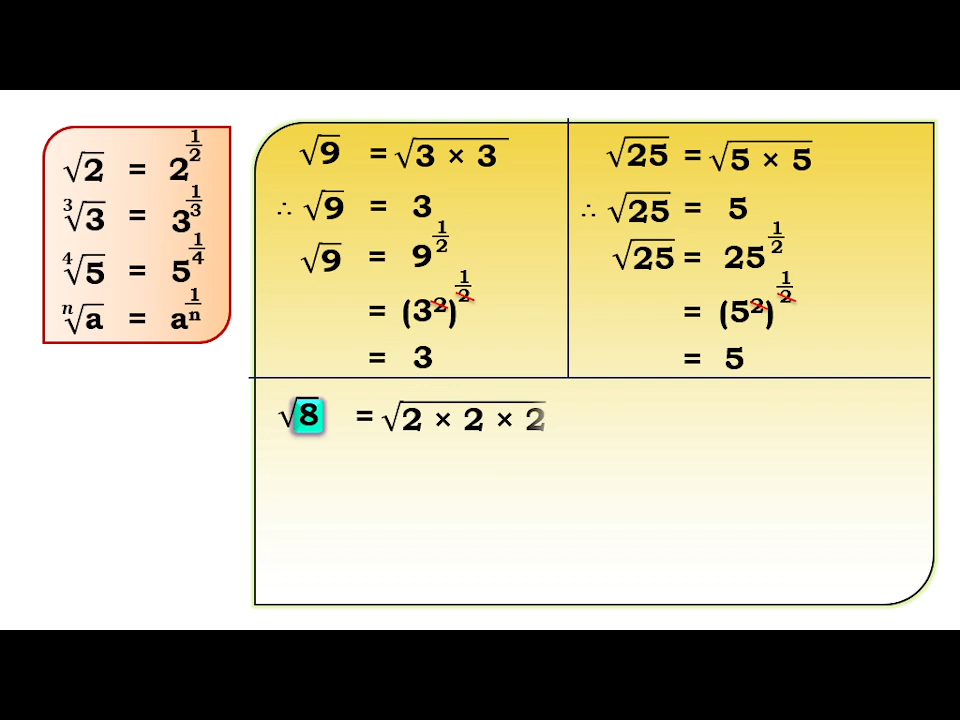 √2 = 2^(1/2)
∛3 = 3^(1/3)
∜5 = 5^(1/4)
ⁿ√a = a^(1/n)
√9 = √(3 × 3)
∴ √9 = 3
√9 = 9^(1/2)
= (3²)^(1/2)
= 3
√25 = √(5 × 5)
∴ √25 = 5
√25 = 25^(1/2)
= (5²)^(1/2)
= 5
√8 = √(2 × 2 × 2)